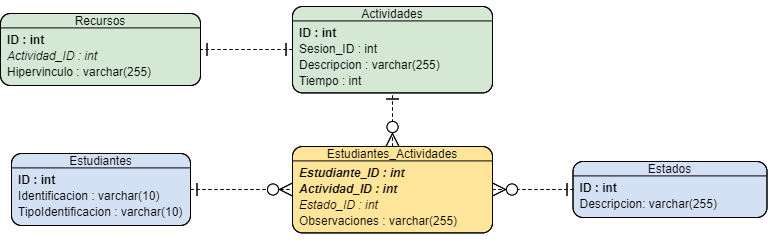 Recursos
ID : int
Actividad_ID : int
Hipervinculo : varchar(255)
Actividades
ID : int
Sesion_ID : int
Descripcion : varchar(255)
Tiempo : int
Estudiantes
ID : int
Identificacion : varchar(10)
TipoIdentificacion : varchar(10)
Estudiantes_Actividades
Estudiante_ID : int
Actividad_ID : int
Estado_ID : int
Observaciones : varchar(255)
Estados
ID : int
Descripcion: varchar(255)